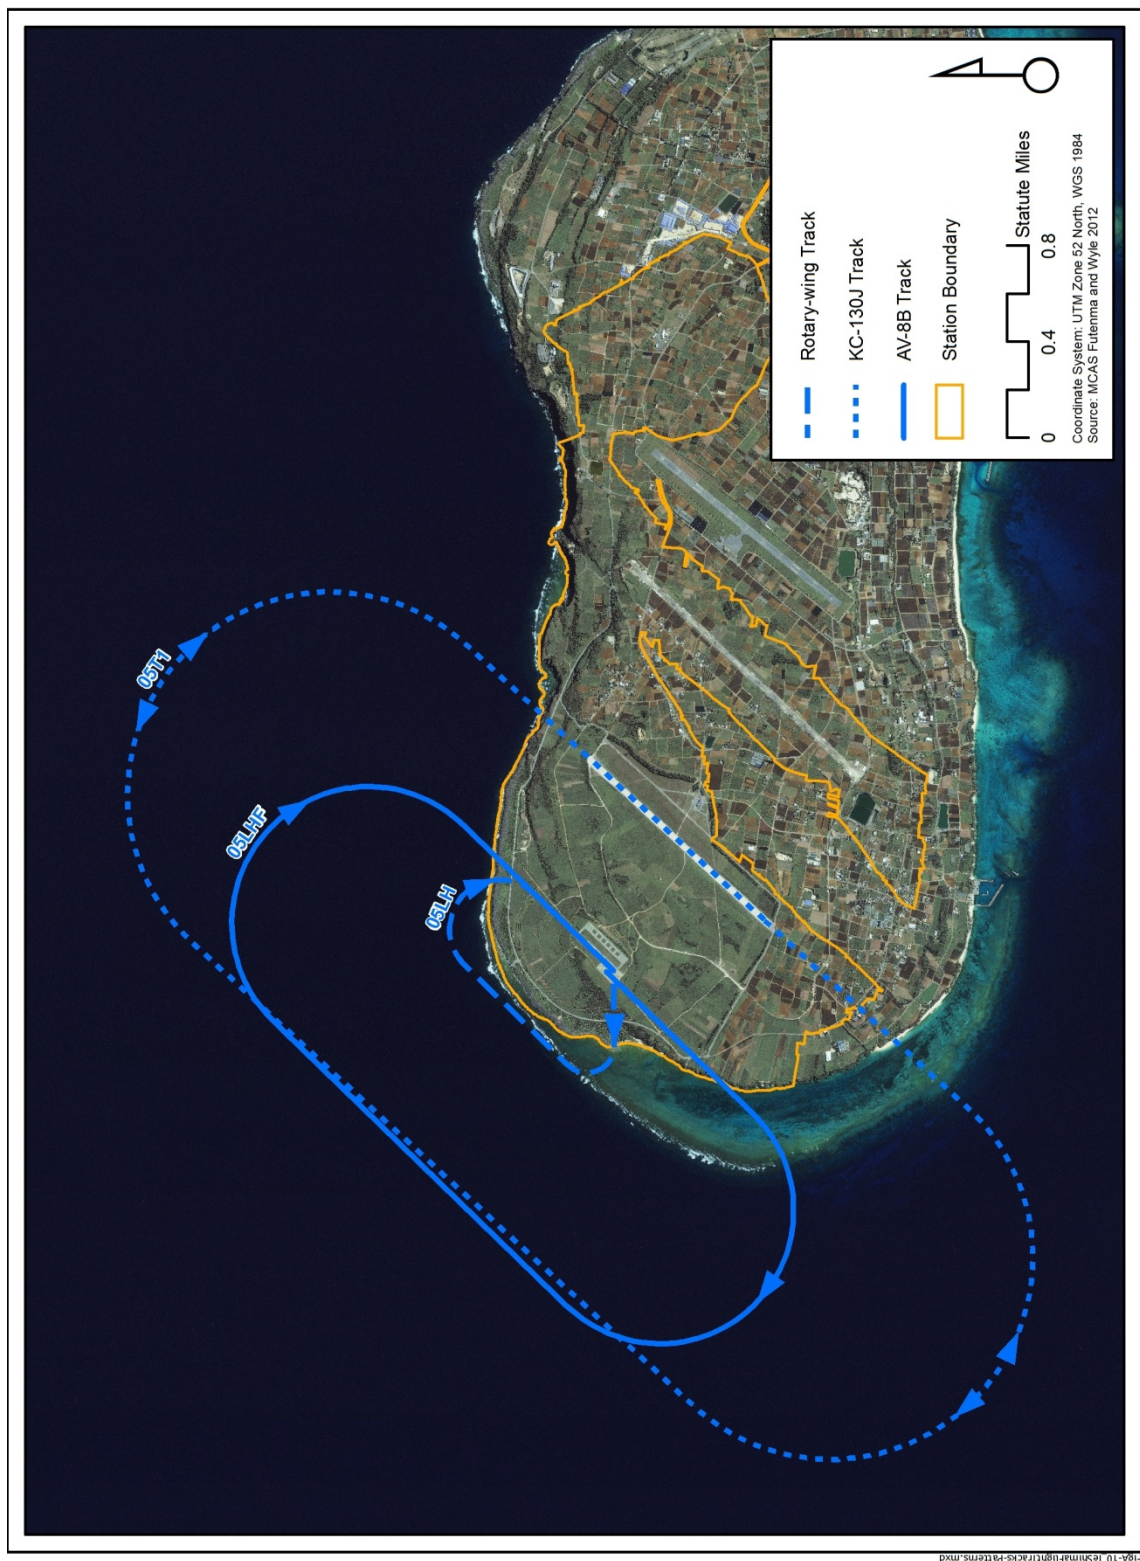 05T1
05LHF
05LH
Rotary-wing Track
KC-130J Track
AV-8B Track
Station Boundary
Statute Miles
0 0.4 0.8
Coordinate System: UTM Zone 52 North, WGS 1984
Source: MCAS Futenma and Wyle 2012